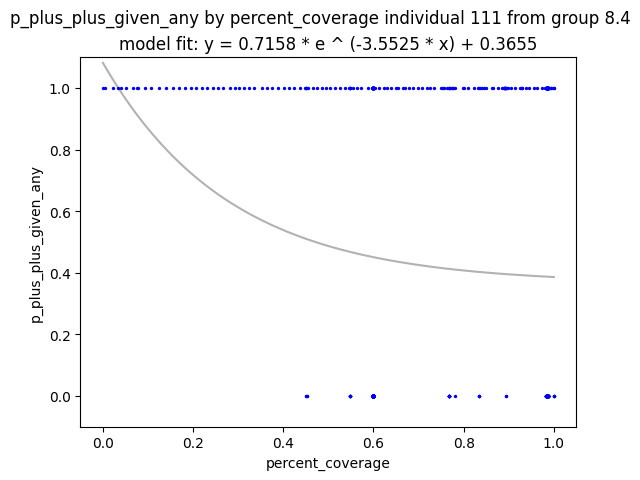 p_plus_plus_given_any by percent_coverage individual 111 from group 8.4
model fit: y = 0.7158 * e ^ (-3.5525 * x) + 0.3655
1.0
0.8
0.6
0.4
0.2
0.0
p_plus_plus_given_any
0.0 0.2 0.4 0.6 0.8 1.0
percent_coverage